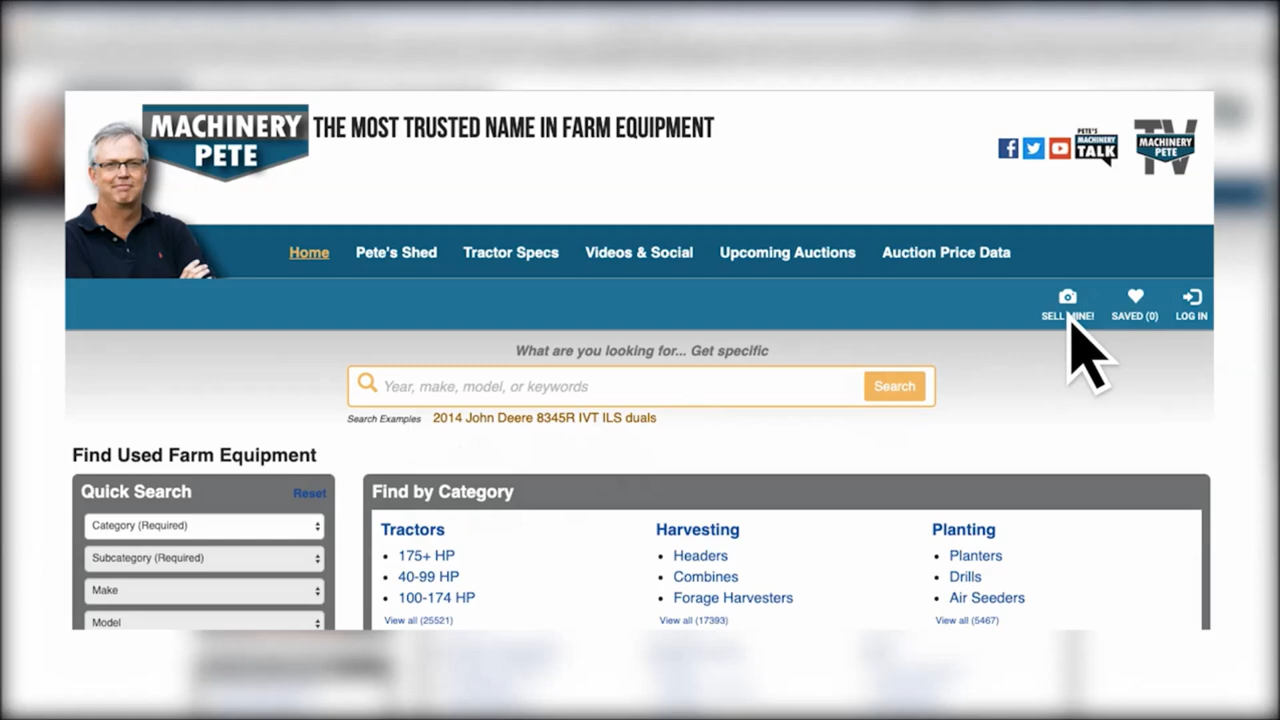 MACHINERY
PETE
THE MOST TRUSTED NAME IN FARM EQUIPMENT
PETE'S
MACHINERY
TALK
TV
MACHINERY
PETE
Home Pete's Shed Tractor Specs Videos & Social Upcoming Auctions Auction Price Data
SELL MINE! SAVED (0) LOG IN
What are you looking for... Get specific
Year, make, model, or keywords Search
Search Examples 2014 John Deere 8345R IVT ILS duals
Find Used Farm Equipment
Quick Search Reset
Category (Required)
Subcategory (Required)
Make
Model
Find by Category
Tractors
• 175+ HP
• 40-99 HP
• 100-174 HP
View all (25521)
Harvesting
• Headers
• Combines
• Forage Harvesters
View all (17393)
Planting
• Planters
• Drills
• Air Seeders
View all (5467)